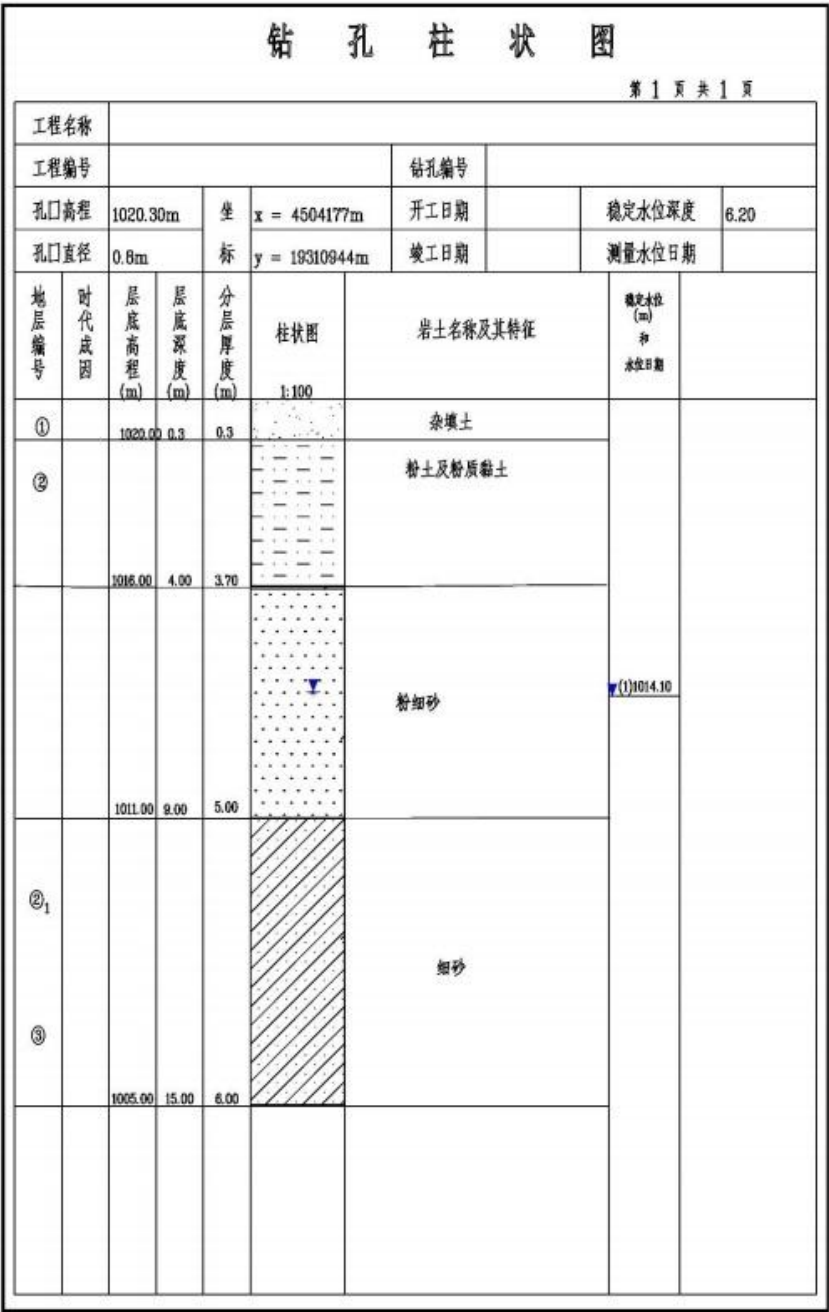 钻孔柱状图
第 1 页 共 1 页
工程名称
工程编号 钻孔编号
孔口高程 1020.30m 坐标 x = 4504177m 开工日期 稳定水位深度 6.20
孔口直径 0.8m y = 19310944m 竣工日期 测量水位日期
地层编号 时代成因 层底高程(m) 层底深度(m) 分层厚度(m) 柱状图 1:100 岩土名称及其特征 稳定水位(m)和水位日期
① 1020.00 0.3 0.3 杂填土
② 粉土及粉质黏土
1016.00 4.00 3.70
(1)1014.10
粉细砂
1011.00 9.00 5.00
②1
细砂
③
1005.00 15.00 6.00